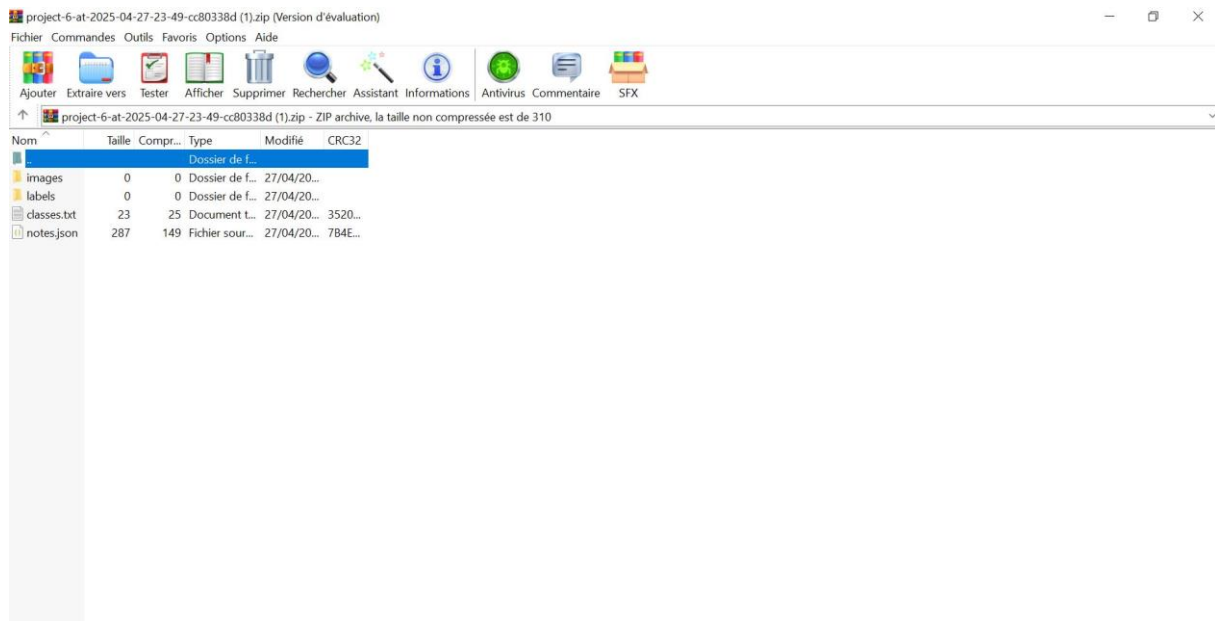 project-6-at-2025-04-27-23-49-cc80338d (1).zip (Version d'évaluation)
Fichier Commandes Outils Favoris Options Aide
Ajouter Extraire vers Tester Afficher Supprimer Rechercher Assistant Informations Antivirus Commentaire SFX
project-6-at-2025-04-27-23-49-cc80338d (1).zip - ZIP archive, la taille non compressée est de 310
Nom Taille Compr... Type Modifié CRC32
.. Dossier de f...
images 0 0 Dossier de f... 27/04/20...
labels 0 0 Dossier de f... 27/04/20...
classes.txt 23 25 Document t... 27/04/20... 3520...
notes.json 287 149 Fichier sour... 27/04/20... 7B4E...